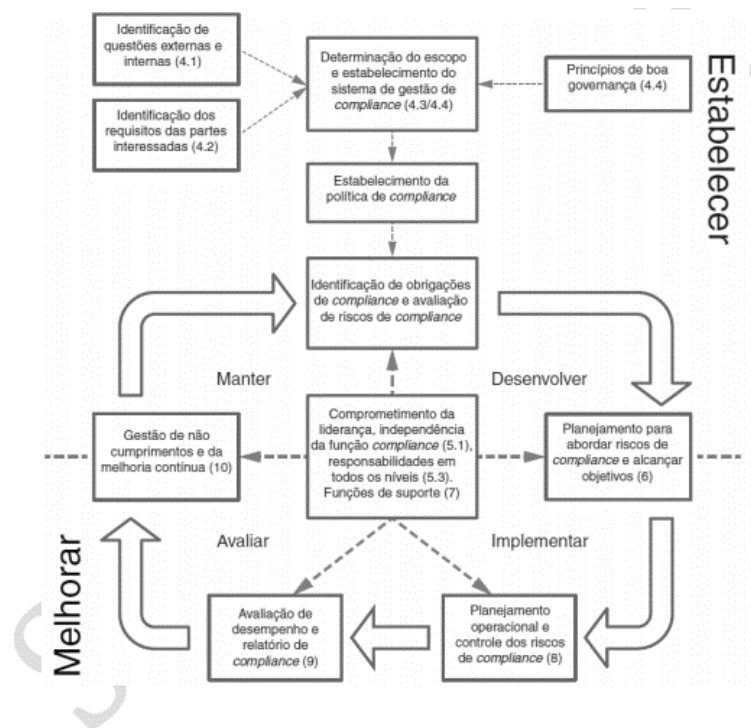 Identificação de
questões externas e
internas (4.1)
Identificação dos
requisitos das partes
interessadas (4.2)
Determinação do escopo
e estabelecimento do
sistema de gestão de
compliance (4.3/4.4)
Princípios de boa
governança (4.4)
Estabelecer
Estabelecimento da
política de compliance
Identificação de obrigações
de compliance e avaliação
de riscos de compliance
Manter
Desenvolver
Gestão de não
cumprimentos e da
melhoria contínua (10)
Comprometimento da
liderança, independência
da função compliance (5.1),
responsabilidades em
todos os níveis (5.3).
Funções de suporte (7)
Planejamento para
abordar riscos de
compliance e alcançar
objetivos (6)
Avaliar
Implementar
Melhorar
Avaliação de
desempenho e
relatório de
compliance (9)
Planejamento
operacional e
controle dos riscos
de compliance (8)